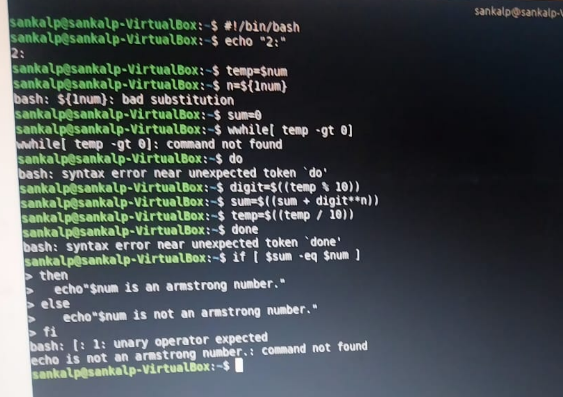 sankalp@sankalp-V
sankalp@sankalp-VirtualBox:~$ #!/bin/bash
sankalp@sankalp-VirtualBox:~$ echo "2:"
2:
sankalp@sankalp-VirtualBox:~$ temp=$num
sankalp@sankalp-VirtualBox:~$ n=${1num}
bash: ${1num}: bad substitution
sankalp@sankalp-VirtualBox:~$ sum=0
sankalp@sankalp-VirtualBox:~$ wwhile[ temp -gt 0]
wwhile[ temp -gt 0]: command not found
sankalp@sankalp-VirtualBox:~$ do
bash: syntax error near unexpected token `do'
sankalp@sankalp-VirtualBox:~$ digit=$((temp % 10))
sankalp@sankalp-VirtualBox:~$ sum=$((sum + digit**n))
sankalp@sankalp-VirtualBox:~$ temp=$((temp / 10))
sankalp@sankalp-VirtualBox:~$ done
bash: syntax error near unexpected token `done'
sankalp@sankalp-VirtualBox:~$ if [ $sum -eq $num ]
> then
>   echo"$num is an armstrong number."
> else
>    echo"$num is not an armstrong number."
> fi
bash: [: 1: unary operator expected
echo is not an armstrong number.: command not found
sankalp@sankalp-VirtualBox:~$